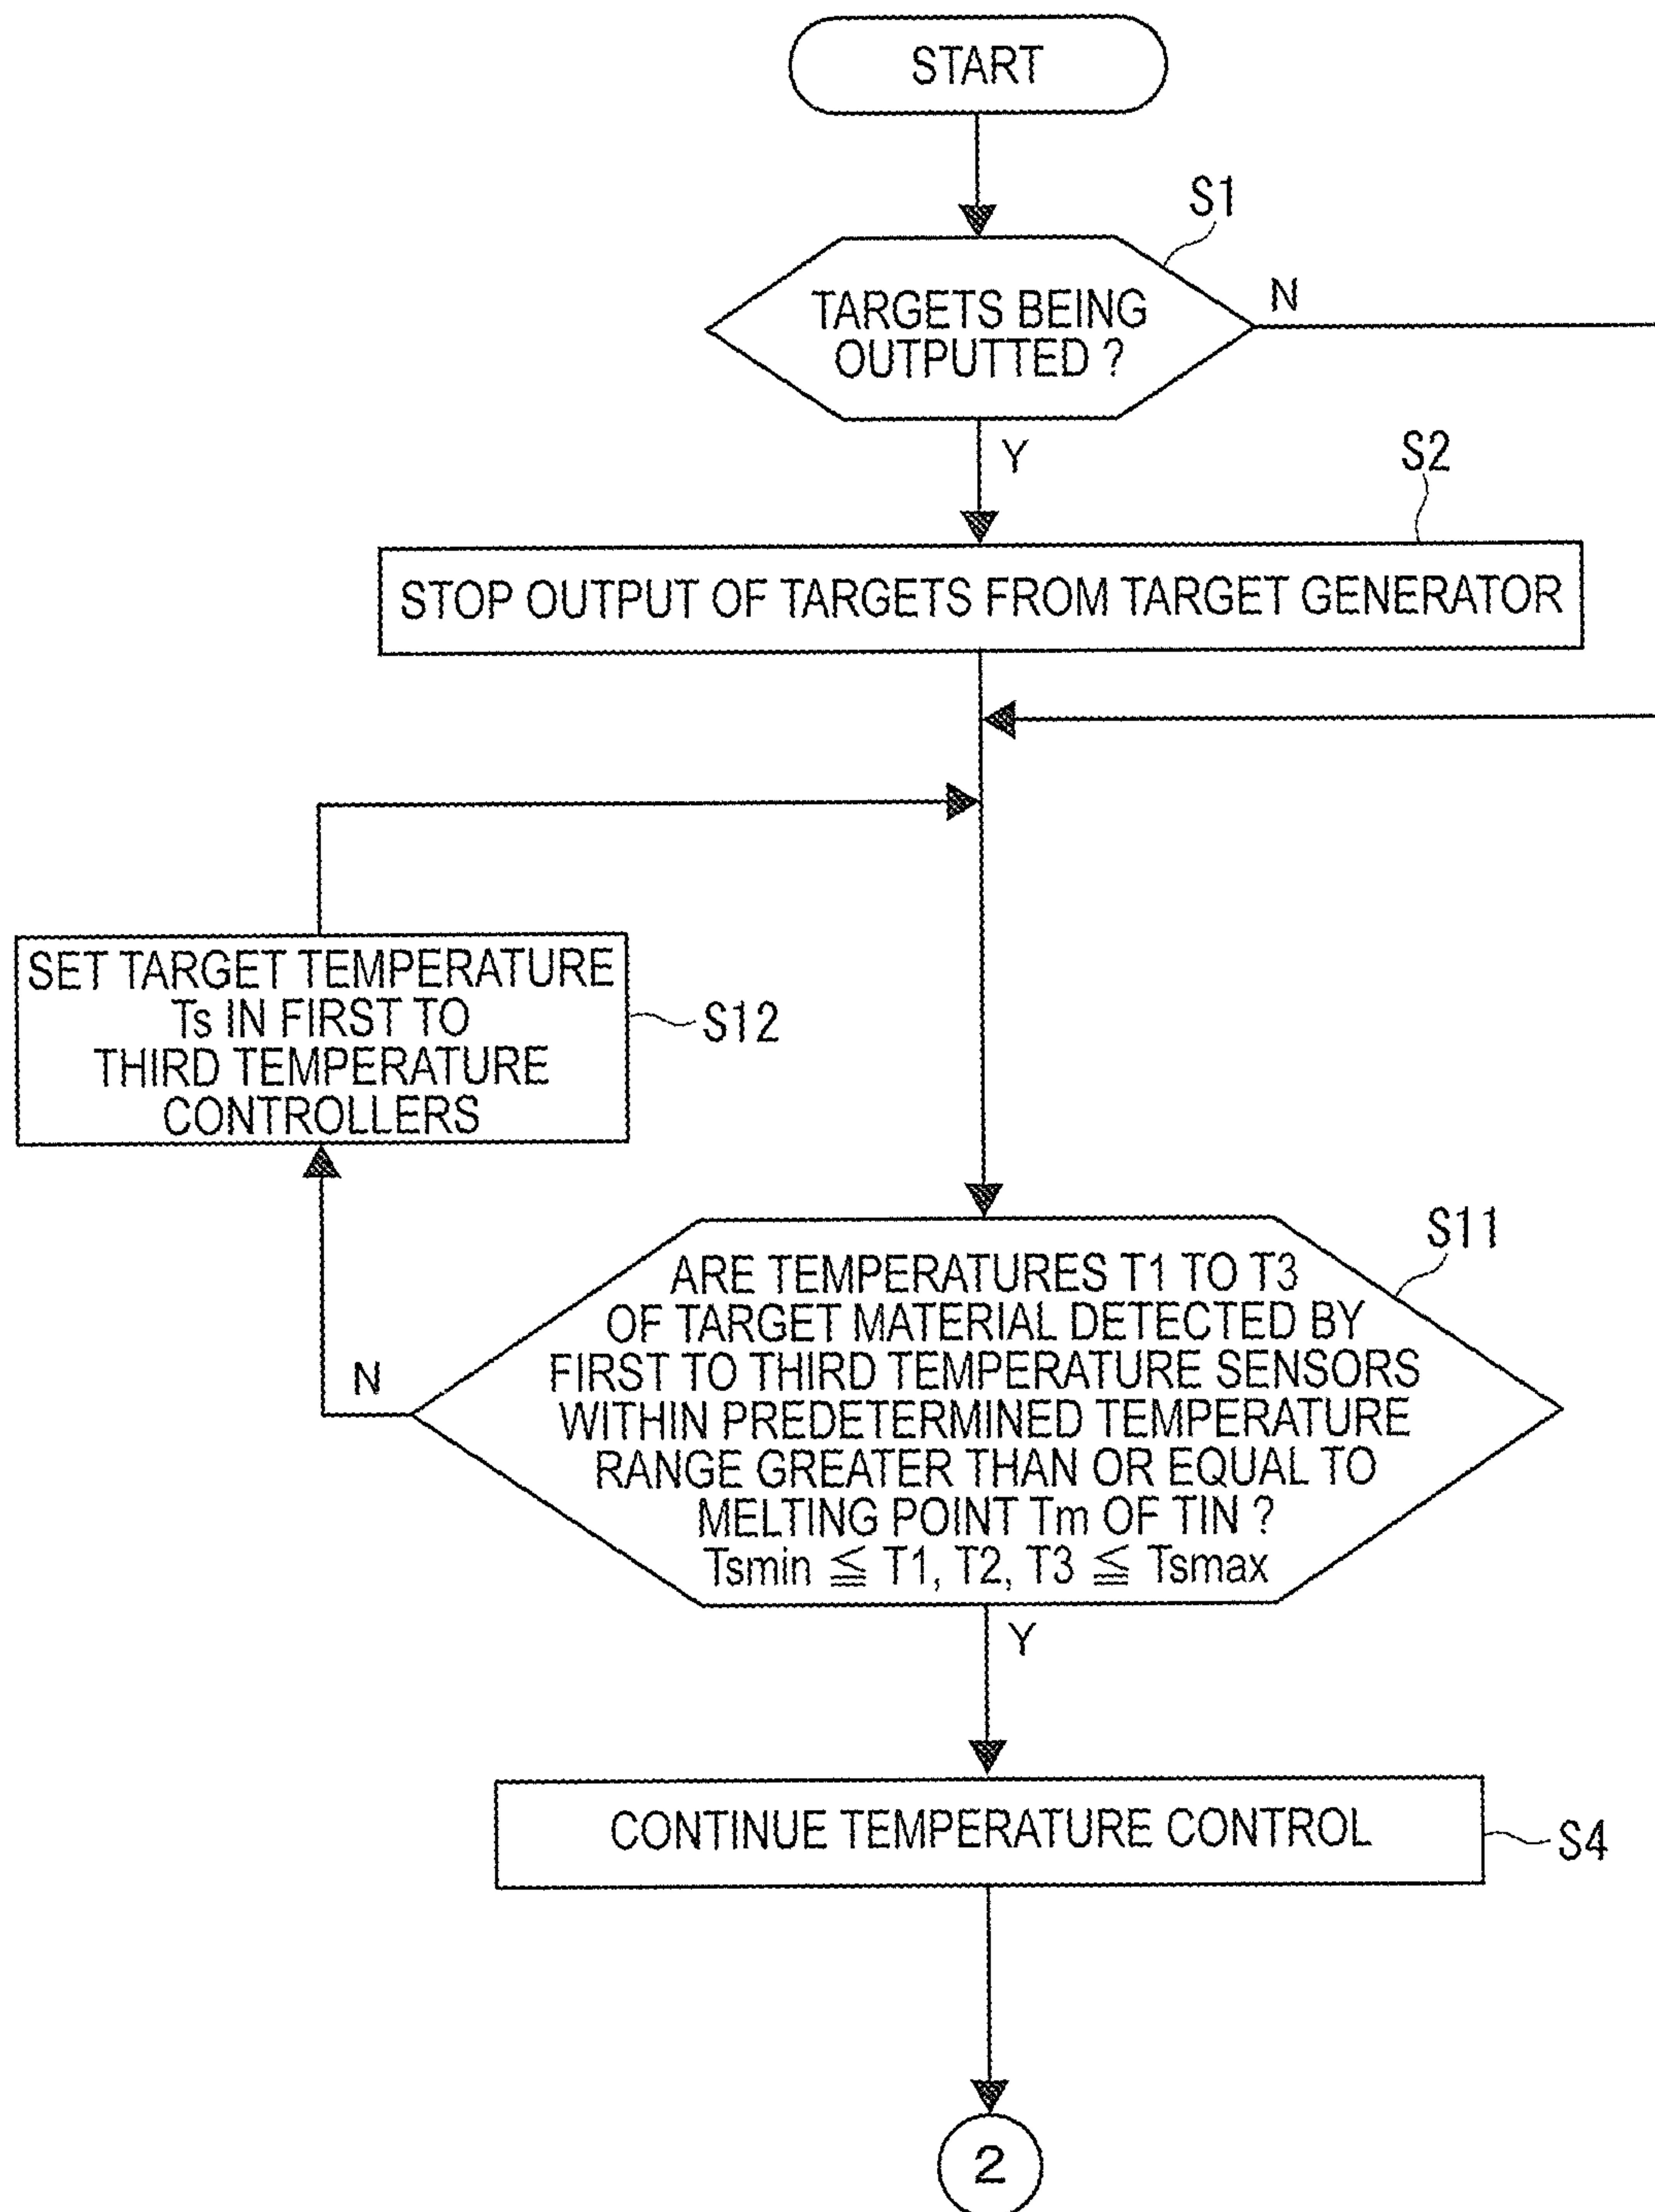 START
S1
TARGETS BEING
OUTPUTTED ?
N
Y
S2
STOP OUTPUT OF TARGETS FROM TARGET GENERATOR
SET TARGET TEMPERATURE
Ts IN FIRST TO
THIRD TEMPERATURE
CONTROLLERS
S12
S11
ARE TEMPERATURES T1 TO T3
OF TARGET MATERIAL DETECTED BY
FIRST TO THIRD TEMPERATURE SENSORS
WITHIN PREDETERMINED TEMPERATURE
RANGE GREATER THAN OR EQUAL TO
MELTING POINT Tm OF TIN ?
Tsmin ≦ T1, T2, T3 ≦ Tsmax
N
Y
CONTINUE TEMPERATURE CONTROL
S4
2